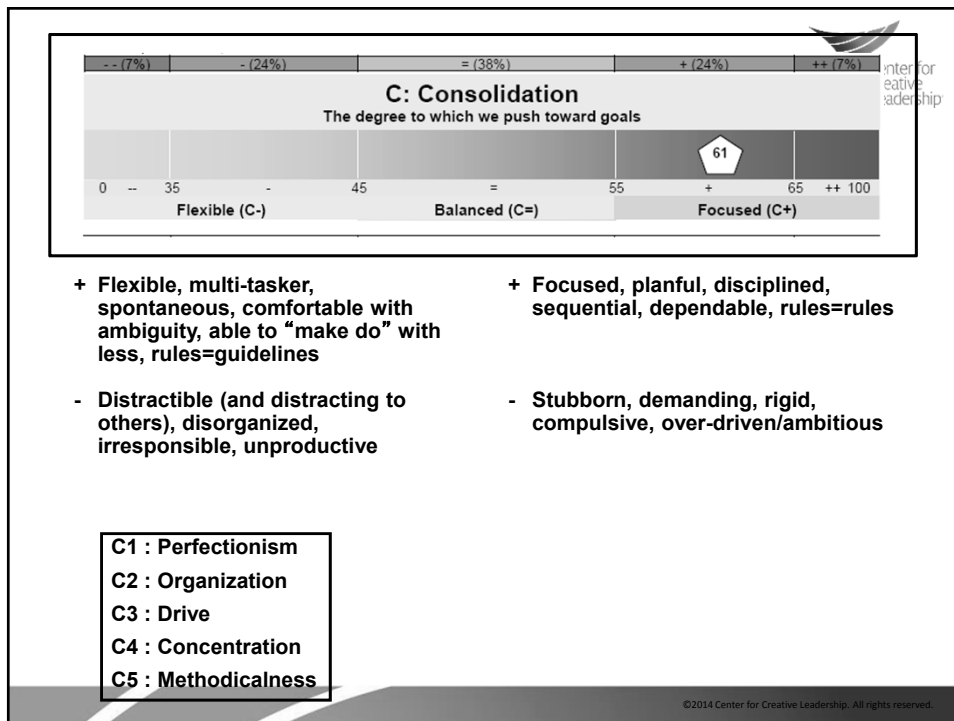 - - (7%) - (24%) = (38%) + (24%) ++ (7%)
C: Consolidation
The degree to which we push toward goals
61
0 -- 35 - 45 = 55 + 65 ++ 100
Flexible (C-) Balanced (C=) Focused (C+)
enter for
eative
eadership
+ Flexible, multi-tasker,
spontaneous, comfortable with
ambiguity, able to “make do” with
less, rules=guidelines
- Distractible (and distracting to
others), disorganized,
irresponsible, unproductive
+ Focused, planful, disciplined,
sequential, dependable, rules=rules
- Stubborn, demanding, rigid,
compulsive, over-driven/ambitious
C1 : Perfectionism
C2 : Organization
C3 : Drive
C4 : Concentration
C5 : Methodicalness
©2014 Center for Creative Leadership. All rights reserved.